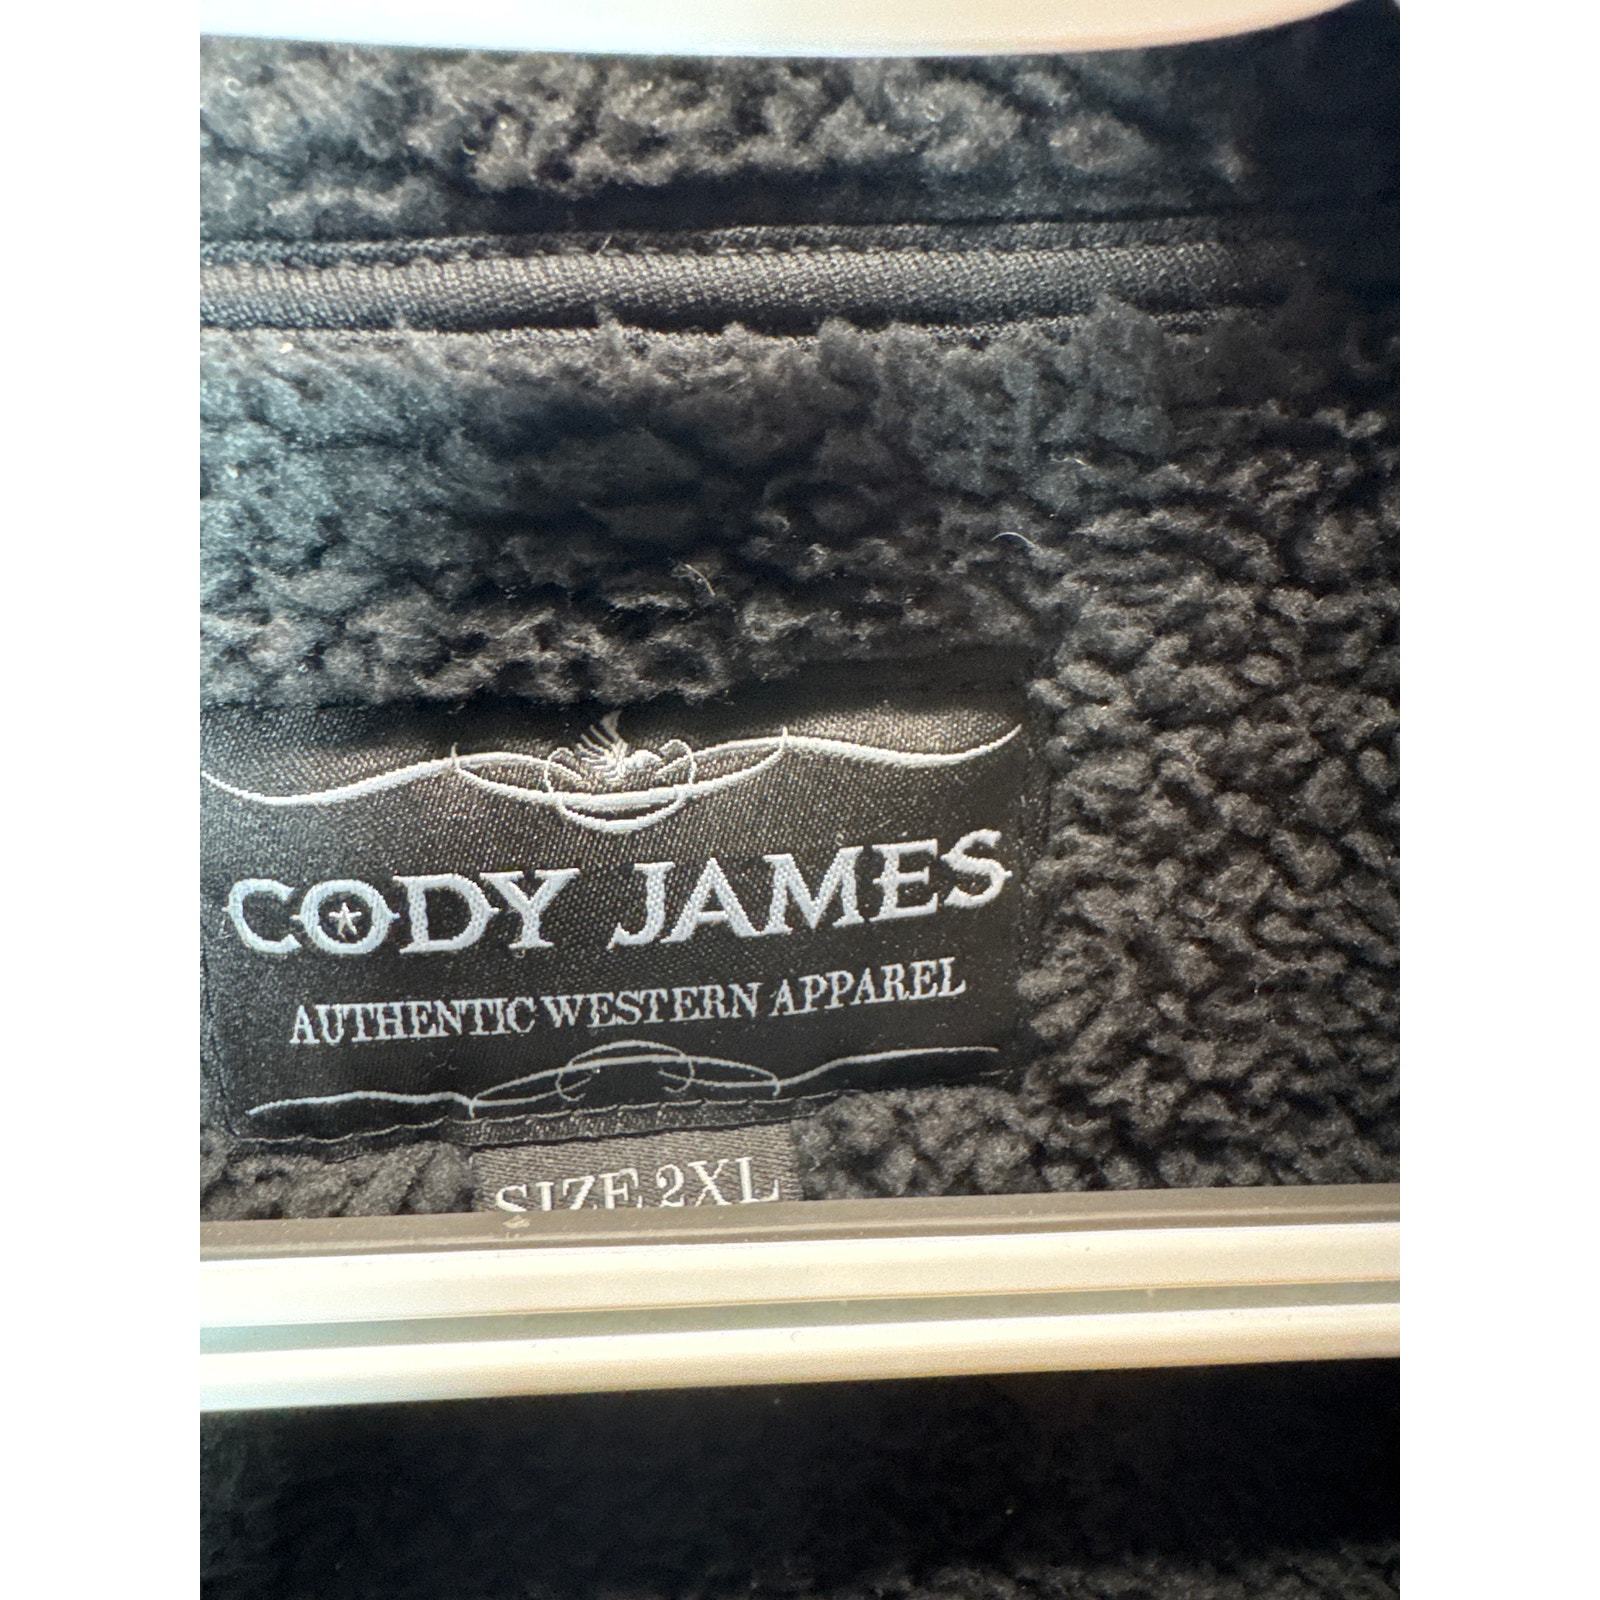 CODY JAMES
AUTHENTIC WESTERN APPAREL
SIZE 2XL